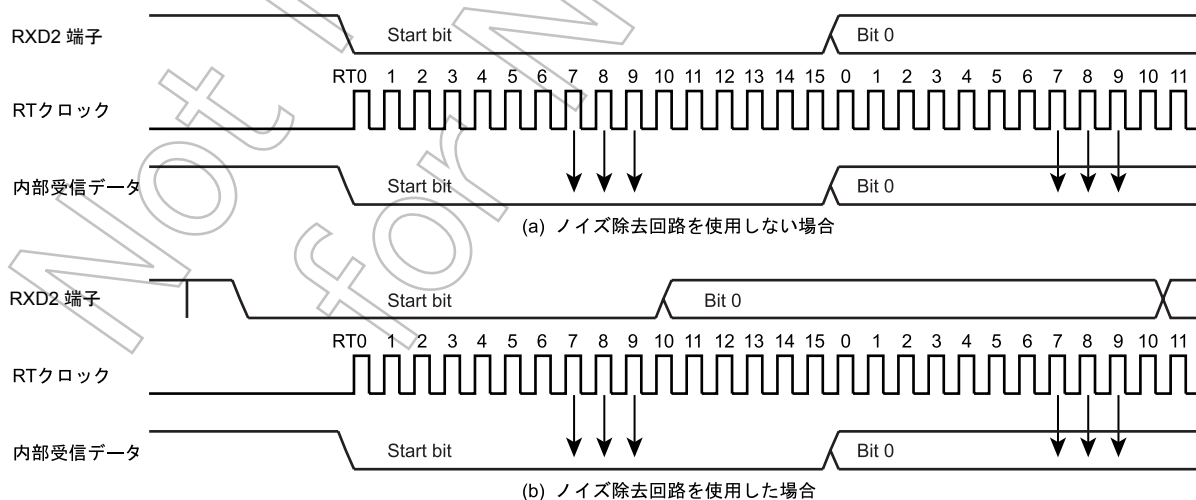 RXD2 端子 Start bit Bit 0
RT0 1 2 3 4 5 6 7 8 9 10 11 12 13 14 15 0 1 2 3 4 5 6 7 8 9 10 11
RTクロック
内部受信データ Start bit Bit 0
(a) ノイズ除去回路を使用しない場合
RXD2 端子 Start bit Bit 0
RT0 1 2 3 4 5 6 7 8 9 10 11 12 13 14 15 0 1 2 3 4 5 6 7 8 9 10 11
RTクロック
内部受信データ Start bit Bit 0
(b) ノイズ除去回路を使用した場合
Not
for N